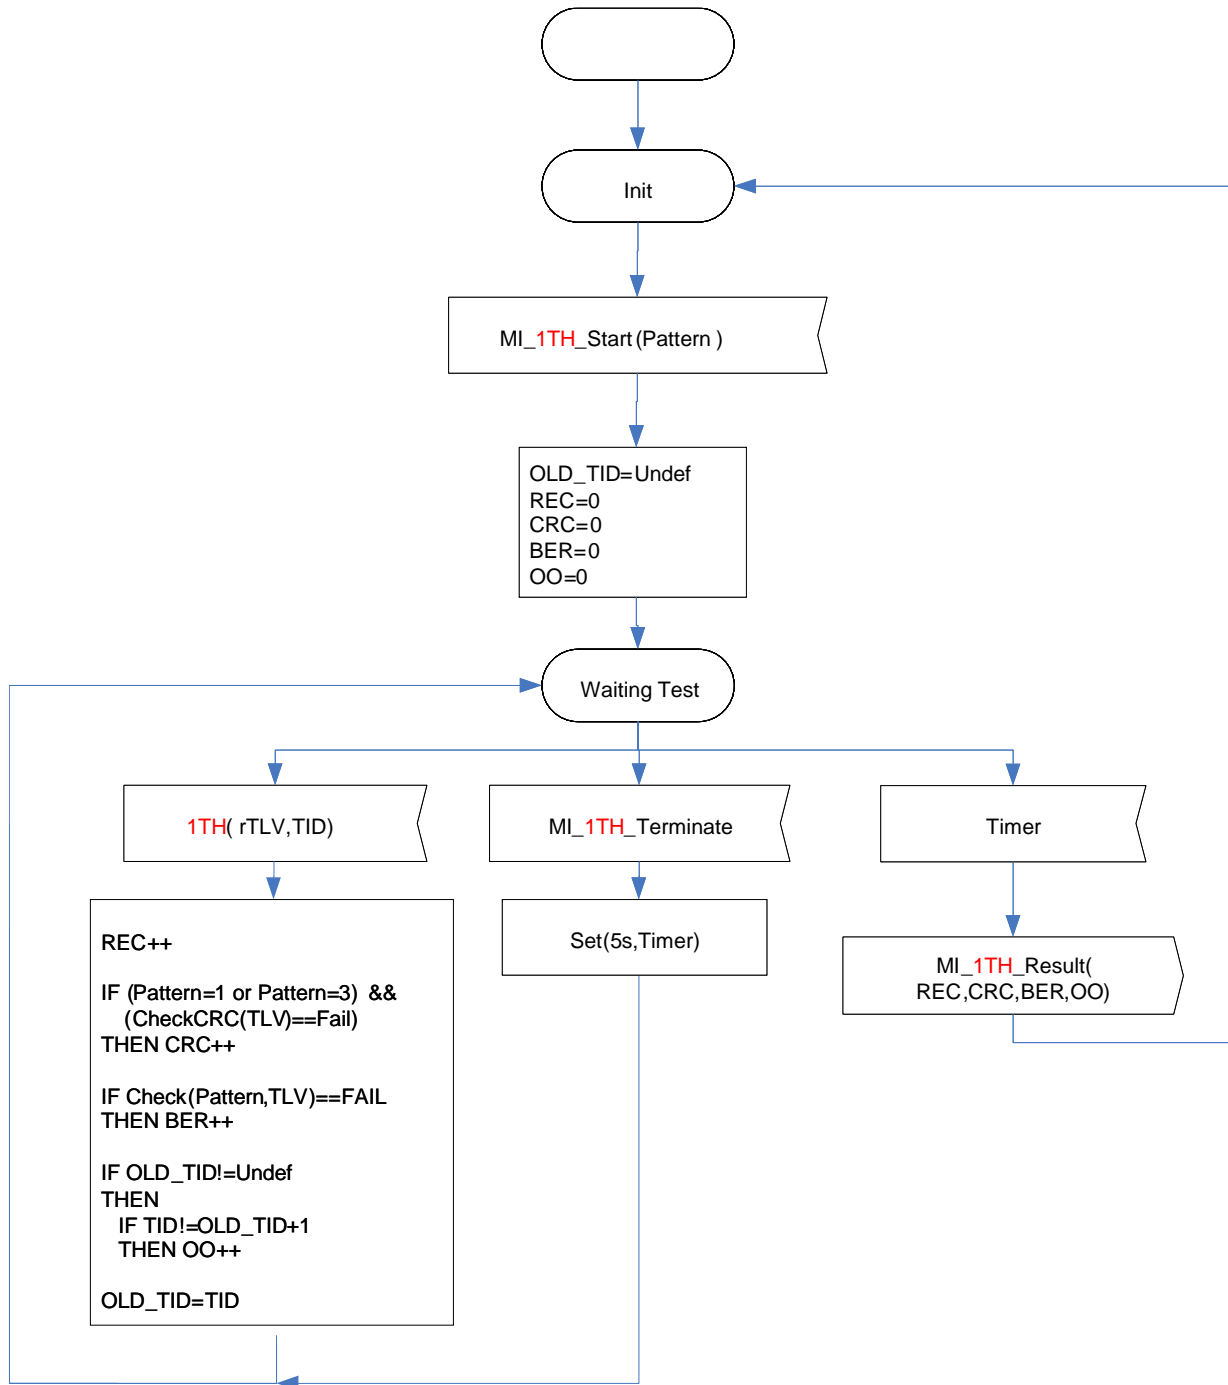 Init
MI_1TH_Start(Pattern )
OLD_TID=Undef
REC=0
CRC=0
BER=0
OO=0
Waiting Test
1TH( rTLV,TID)
MI_1TH_Terminate
Timer
REC++
IF (Pattern=1 or Pattern=3) &&
(CheckCRC(TLV)==Fail)
THEN CRC++
IF Check(Pattern,TLV)==FAIL
THEN BER++
IF OLD_TID!=Undef
THEN
IF TID!=OLD_TID+1
THEN OO++
OLD_TID=TID
Set(5s,Timer)
MI_1TH_Result(
REC,CRC,BER,OO)